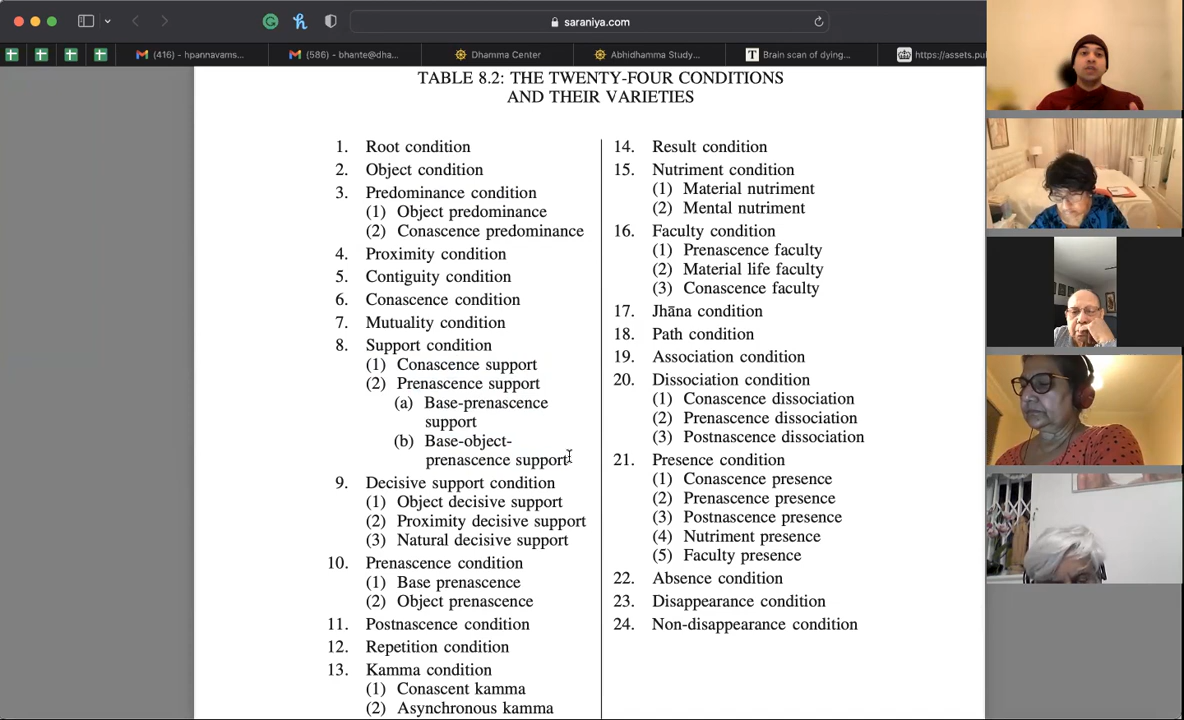 saraniya.com
(416) - hpannavams...
(586) - bhante@dha...
Dhamma Center
Abhidhamma Study...
T Brain scan of dying...
https://assets.pu
TABLE 8.2: THE TWENTY-FOUR CONDITIONS
AND THEIR VARIETIES
1. Root condition
2. Object condition
3. Predominance condition
(1) Object predominance
(2) Conascence predominance
4. Proximity condition
5. Contiguity condition
6. Conascence condition
7. Mutuality condition
8. Support condition
(1) Conascence support
(2) Prenascence support
(a) Base-prenascence
support
(b) Base-object-
prenascence support
9. Decisive support condition
(1) Object decisive support
(2) Proximity decisive support
(3) Natural decisive support
10. Prenascence condition
(1) Base prenascence
(2) Object prenascence
11. Postnascence condition
12. Repetition condition
13. Kamma condition
(1) Conascent kamma
(2) Asynchronous kamma
14. Result condition
15. Nutriment condition
(1) Material nutriment
(2) Mental nutriment
16. Faculty condition
(1) Prenascence faculty
(2) Material life faculty
(3) Conascence faculty
17. Jhāna condition
18. Path condition
19. Association condition
20. Dissociation condition
(1) Conascence dissociation
(2) Prenascence dissociation
(3) Postnascence dissociation
21. Presence condition
(1) Conascence presence
(2) Prenascence presence
(3) Postnascence presence
(4) Nutriment presence
(5) Faculty presence
22. Absence condition
23. Disappearance condition
24. Non-disappearance condition